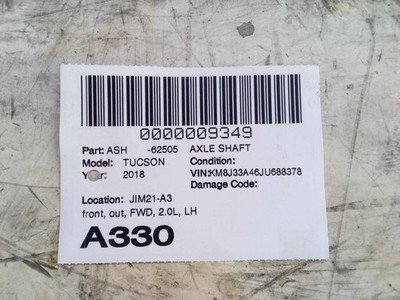 0000009349
Part: ASH -62505 AXLE SHAFT
Model: TUCSON Condition:
Year: 2018 VIN:KM8J33A46JU688378
Damage Code:
Location: JIM21-A3
front, out, FWD, 2.0L, LH
A330